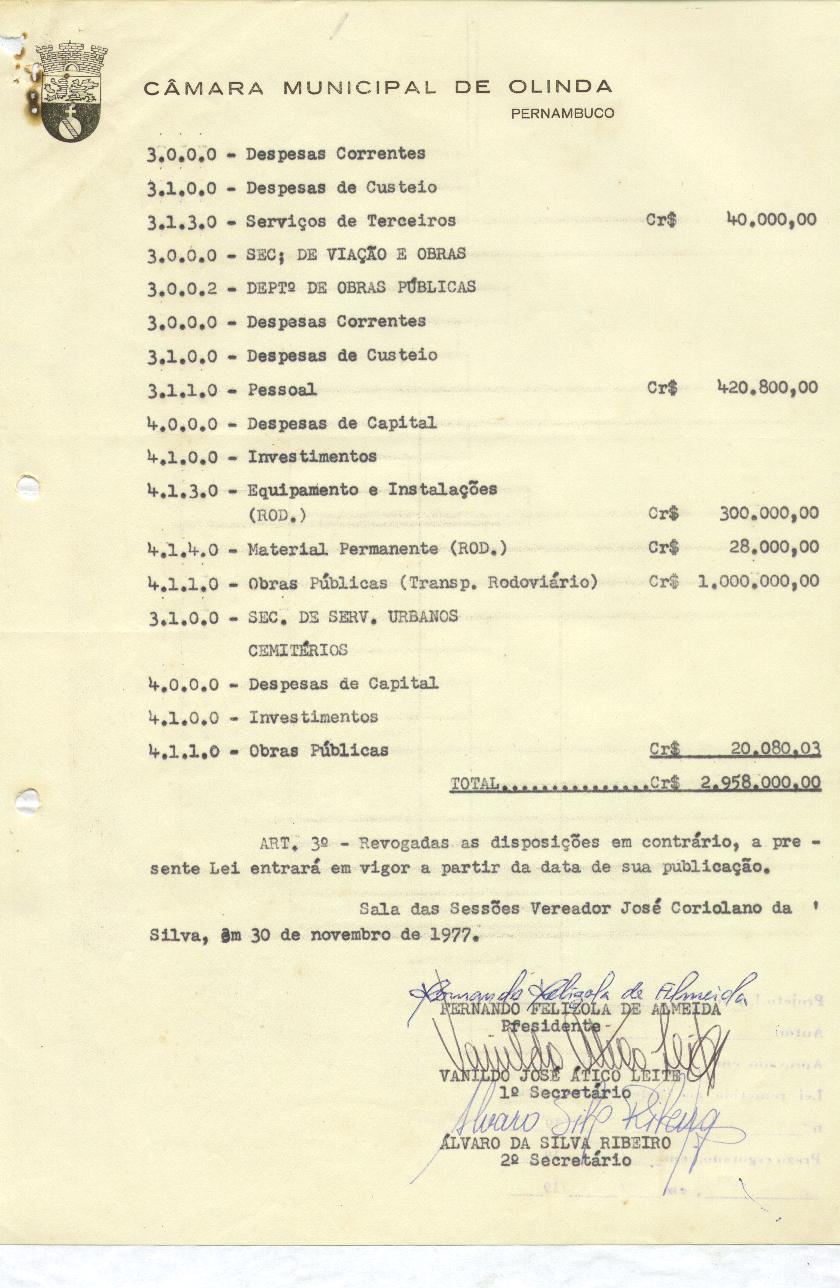 CÂMARA MUNICIPAL DE OLINDA
PERNAMBUCO
3.0.0.0 - Despesas Correntes
3.1.0.0 - Despesas de Custeio
3.1.3.0 - Serviços de Terceiros Cr$ 40.000,00
3.0.0.0 - SEC; DE VIAÇÃO E OBRAS
3.0.0.2 - DEPTº DE OBRAS PÚBLICAS
3.0.0.0 - Despesas Correntes
3.1.0.0 - Despesas de Custeio
3.1.1.0 - Pessoal Cr$ 420.800,00
4.0.0.0 - Despesas de Capital
4.1.0.0 - Investimentos
4.1.3.0 - Equipamento e Instalações
(ROD.) Cr$ 300.000,00
4.1.4.0 - Material Permanente (ROD.) Cr$ 28.000,00
4.1.1.0 - Obras Públicas (Transp. Rodoviário) Cr$ 1.000.000,00
3.1.0.0 - SEC. DE SERV. URBANOS
CEMITÉRIOS
4.0.0.0 - Despesas de Capital
4.1.0.0 - Investimentos
4.1.1.0 - Obras Públicas Cr$ 20.080.03
TOTAL...............Cr$ 2.958.000.00
ART. 3º - Revogadas as disposições em contrário, a pre -
sente Lei entrará em vigor a partir da data de sua publicação.
Sala das Sessões Vereador José Coriolano da '
Silva, em 30 de novembro de 1977.
Fernando Felizola de Almeida
FERNANDO FELIZOLA DE ALMEIDA
Presidente
Vanildo Ático Leite
VANILDO JOSÉ ÁTICO LEITE
1º Secretário
Alvaro Silva Ribeiro
ÁLVARO DA SILVA RIBEIRO
2º Secretário